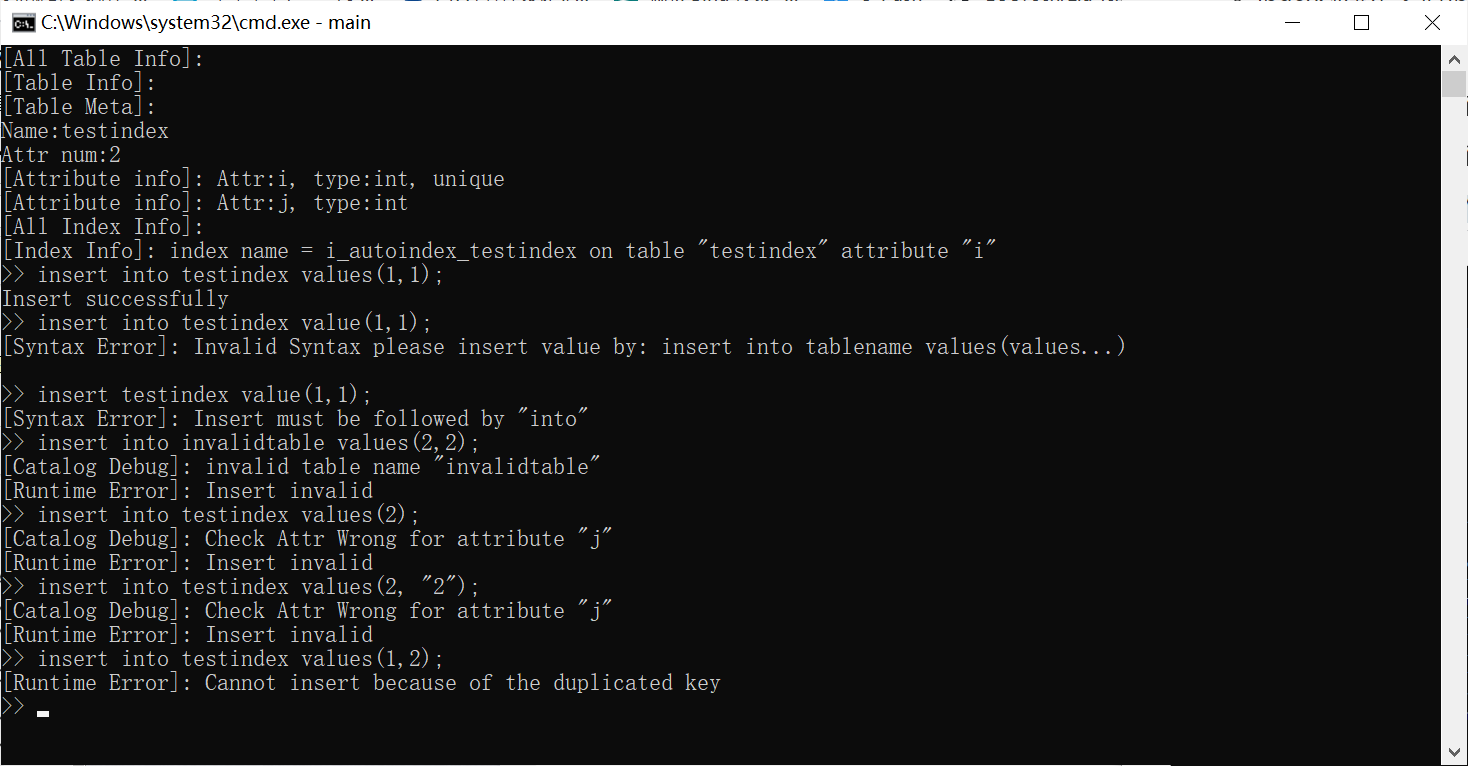 C:\Windows\system32\cmd.exe - main
[All Table Info]:
[Table Info]:
[Table Meta]:
Name:testindex
Attr num:2
[Attribute info]: Attr:i, type:int, unique
[Attribute info]: Attr:j, type:int
[All Index Info]:
[Index Info]: index name = i_autoindex_testindex on table "testindex" attribute "i"
>> insert into testindex values(1,1);
Insert successfully
>> insert into testindex value(1,1);
[Syntax Error]: Invalid Syntax please insert value by: insert into tablename values(values...)
>> insert testindex value(1,1);
[Syntax Error]: Insert must be followed by "into"
>> insert into invalidtable values(2,2);
[Catalog Debug]: invalid table name "invalidtable"
[Runtime Error]: Insert invalid
>> insert into testindex values(2);
[Catalog Debug]: Check Attr Wrong for attribute "j"
[Runtime Error]: Insert invalid
>> insert into testindex values(2, "2");
[Catalog Debug]: Check Attr Wrong for attribute "j"
[Runtime Error]: Insert invalid
>> insert into testindex values(1,2);
[Runtime Error]: Cannot insert because of the duplicated key
>>